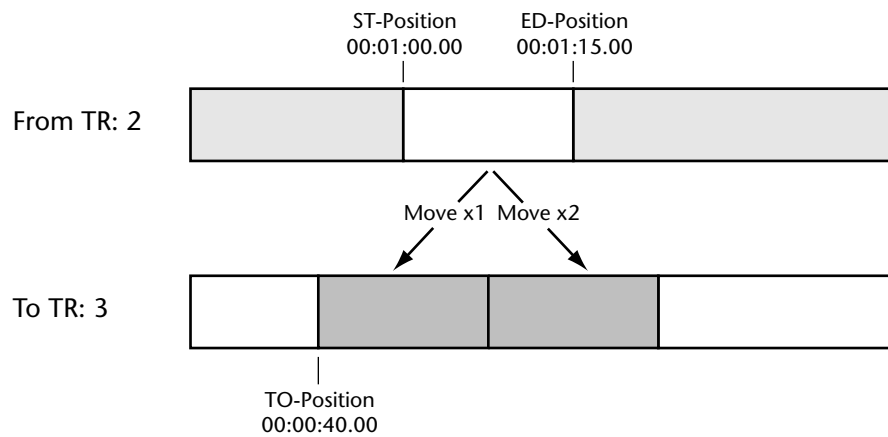 ST-Position
00:01:00.00
ED-Position
00:01:15.00
From TR: 2
Move x1
Move x2
To TR: 3
TO-Position
00:00:40.00